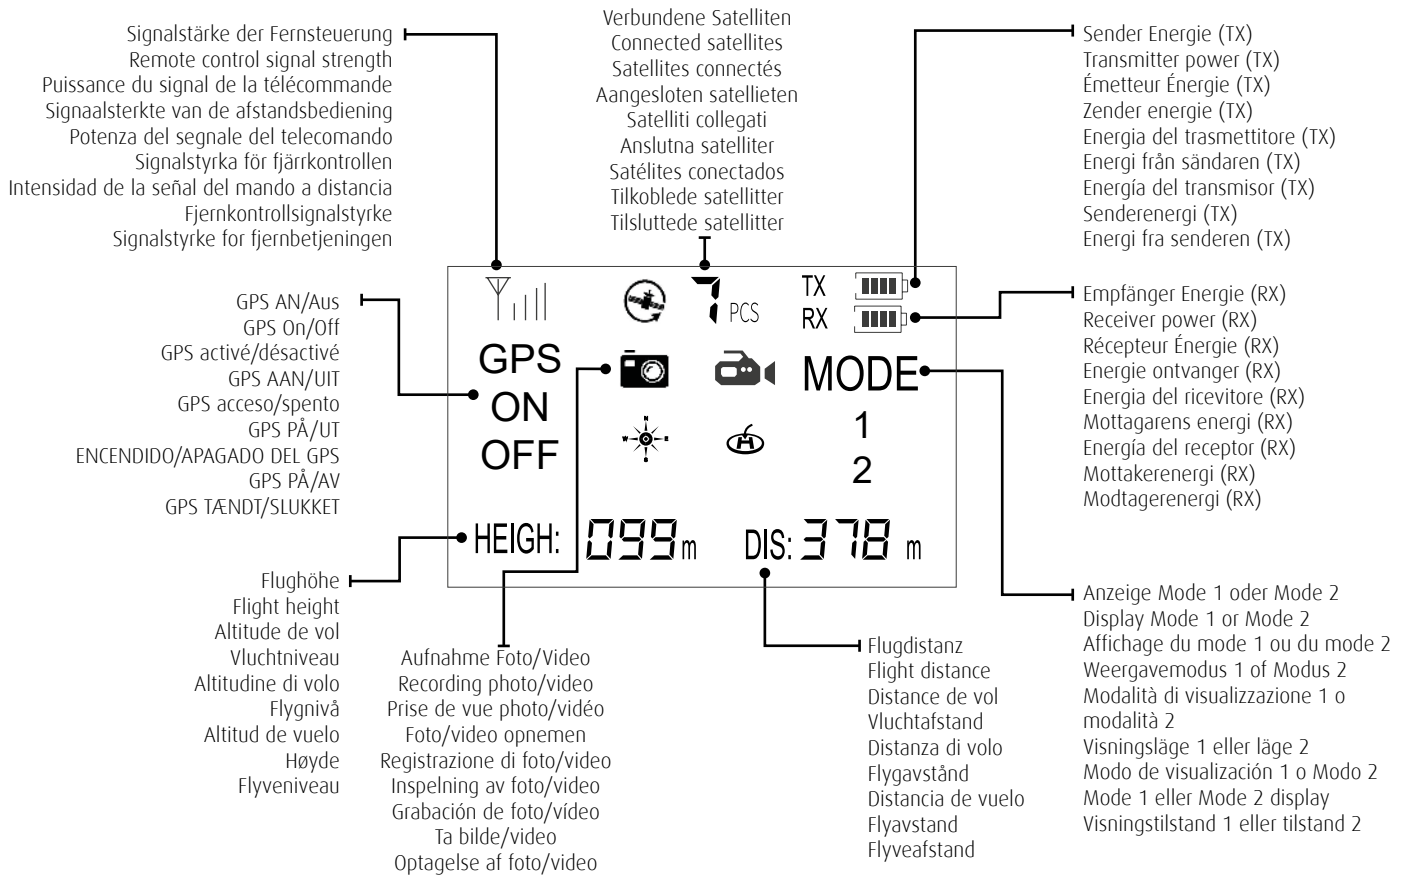 Signalstärke der Fernsteuerung
Remote control signal strength
Puissance du signal de la télécommande
Signaalsterkte van de afstandsbediening
Potenza del segnale del telecomando
Signalstyrka för fjärrkontrollen
Intensidad de la señal del mando a distancia
Fjernkontrollsignalstyrke
Signalstyrke for fjernbetjeningen
Verbundene Satelliten
Connected satellites
Satellites connectés
Aangesloten satellieten
Satelliti collegati
Anslutna satelliter
Satélites conectados
Tilkoblede satellitter
Tilsluttede satellitter
Sender Energie (TX)
Transmitter power (TX)
Émetteur Énergie (TX)
Zender energie (TX)
Energia del trasmettitore (TX)
Energi från sändaren (TX)
Energía del transmisor (TX)
Senderenergi (TX)
Energi fra senderen (TX)
GPS AN/Aus
GPS On/Off
GPS activé/désactivé
GPS AAN/UIT
GPS acceso/spento
GPS PÅ/UT
ENCENDIDO/APAGADO DEL GPS
GPS PÅ/AV
GPS TÆNDT/SLUKKET
7 PCS
TX
RX
GPS
ON
OFF
MODE
1
2
N
W
E
S
H
HEIGH: 099 m
DIS: 378 m
Empfänger Energie (RX)
Receiver power (RX)
Récepteur Énergie (RX)
Energie ontvanger (RX)
Energia del ricevitore (RX)
Mottagarens energi (RX)
Energía del receptor (RX)
Mottakerenergi (RX)
Modtagerenergi (RX)
Flughöhe
Flight height
Altitude de vol
Vluchtniveau
Altitudine di volo
Flygnivå
Altitud de vuelo
Høyde
Flyveniveau
Aufnahme Foto/Video
Recording photo/video
Prise de vue photo/vidéo
Foto/video opnemen
Registrazione di foto/video
Inspelning av foto/video
Grabación de foto/vídeo
Ta bilde/video
Optagelse af foto/video
Flugdistanz
Flight distance
Distance de vol
Vluchtafstand
Distanza di volo
Flygavstånd
Distancia de vuelo
Flyavstand
Flyveafstand
Anzeige Mode 1 oder Mode 2
Display Mode 1 or Mode 2
Affichage du mode 1 ou du mode 2
Weergavemodus 1 of Modus 2
Modalità di visualizzazione 1 o
modalità 2
Visningsläge 1 eller läge 2
Modo de visualización 1 o Modo 2
Mode 1 eller Mode 2 display
Visningstilstand 1 eller tilstand 2